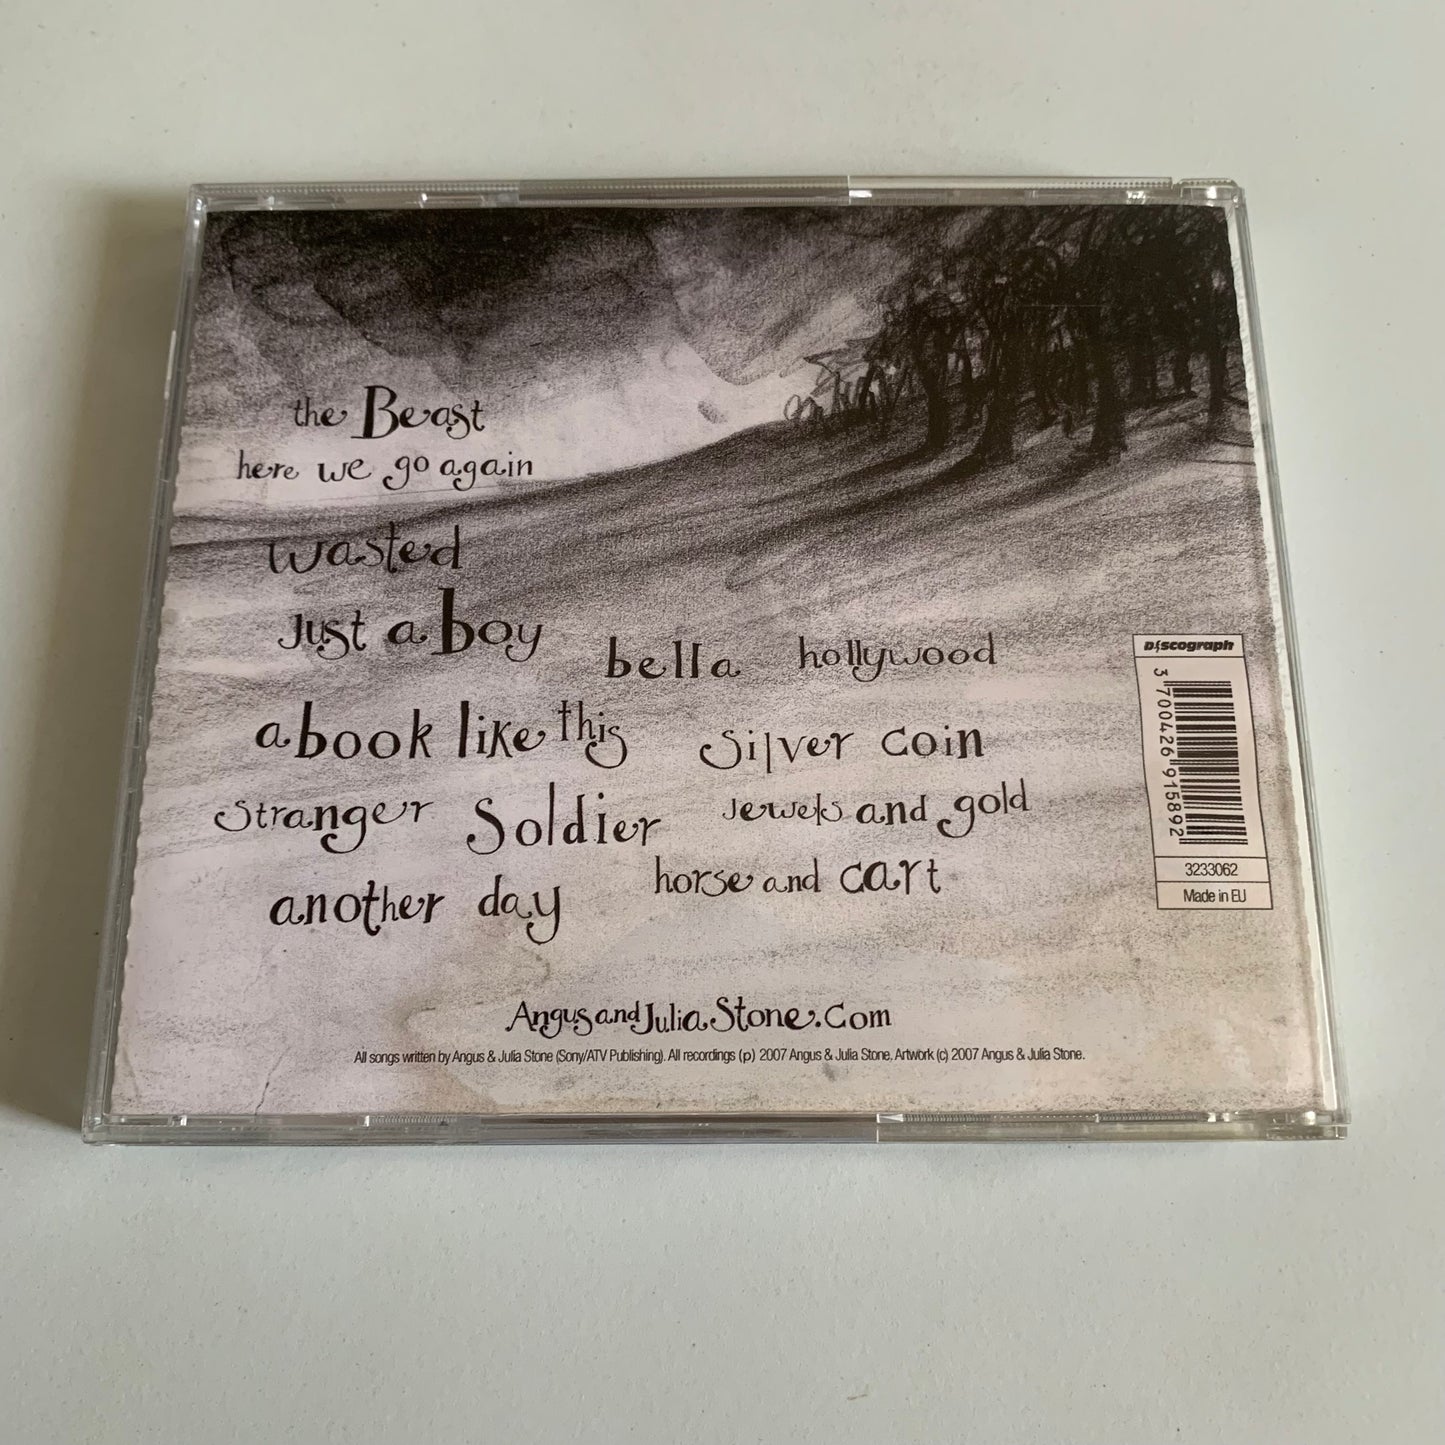 the Beast
here we go again
wasted
Just a boy
bella
hollywood
a book like this
silver coin
stranger
Soldier
Jewels and gold
another day
horse and cart
AngusandJuliaStone.Com
All songs written by Angus & Julia Stone (Sony/ATV Publishing). All recordings (p) 2007 Angus & Julia Stone, Artwork (c) 2007 Angus & Julia Stone.
Discograph
3 700426 915892
3233062
Made in EU